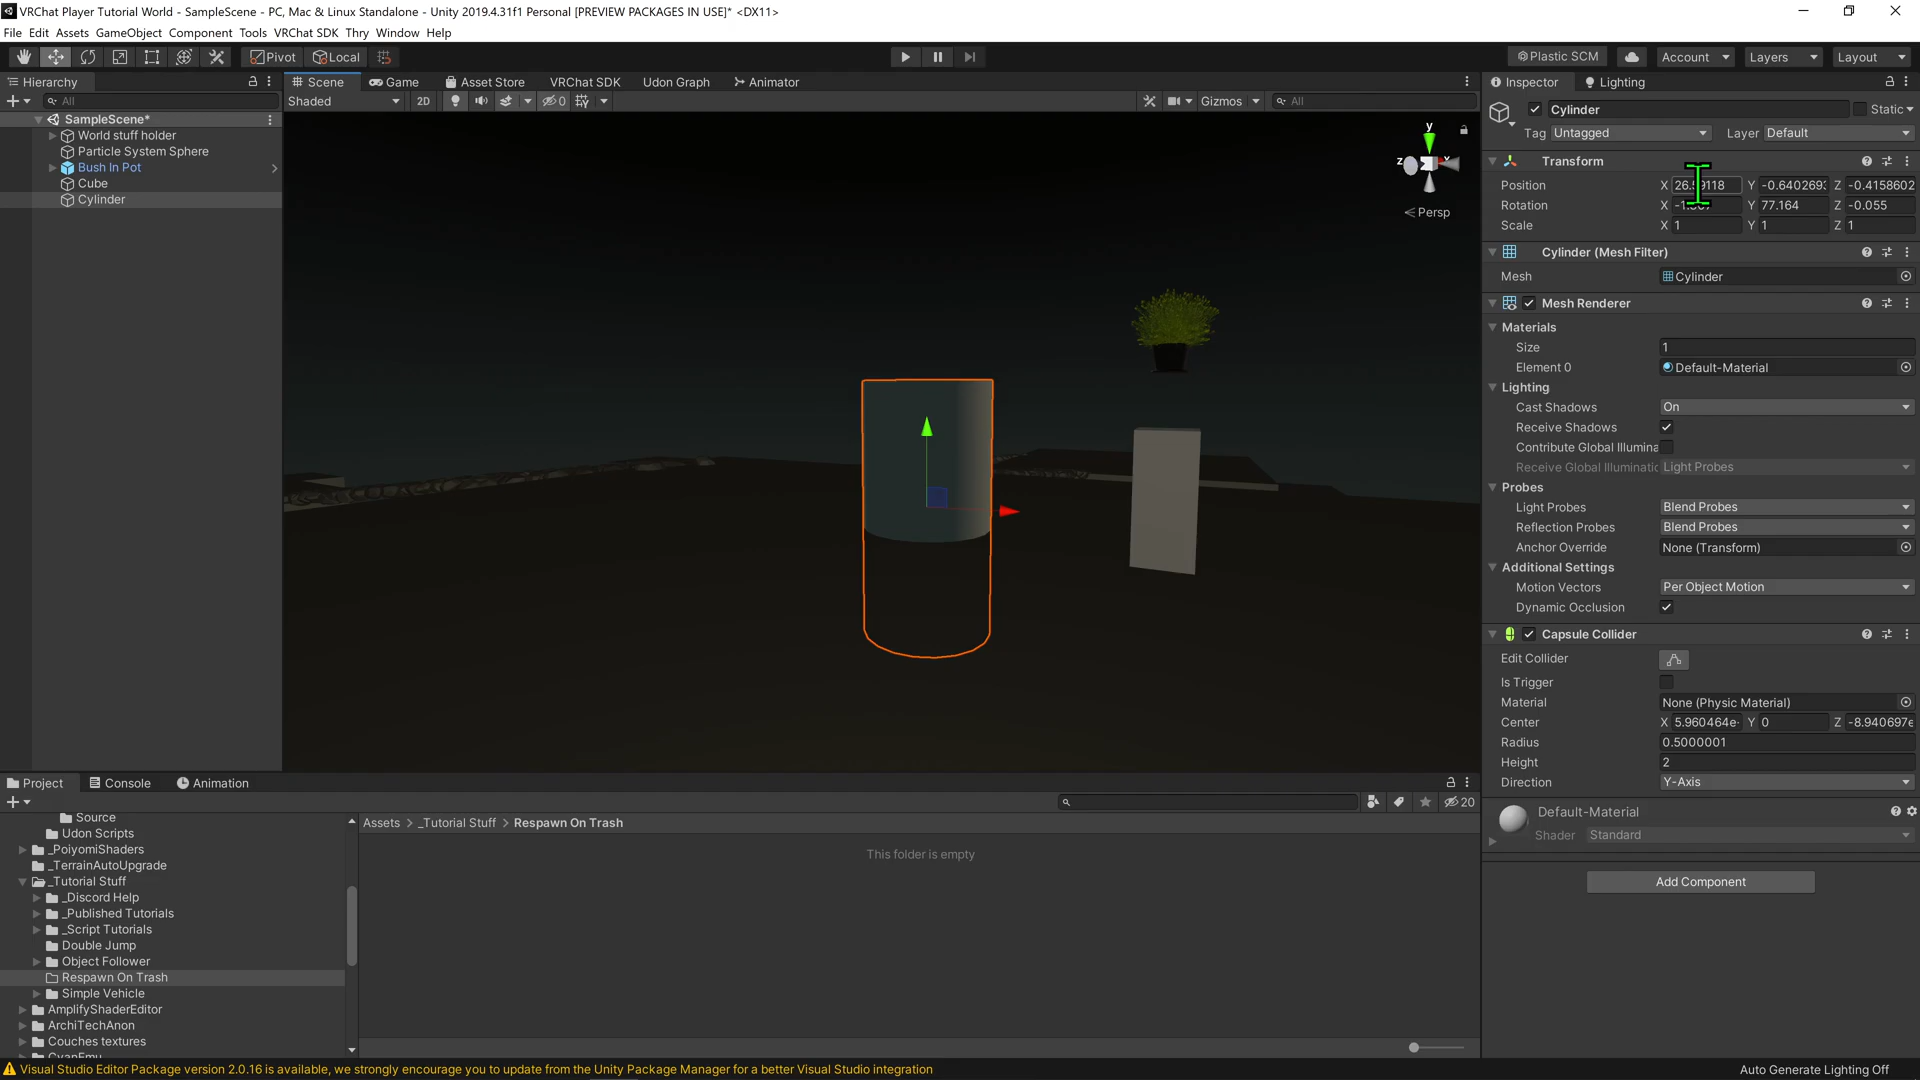 VRChat Player Tutorial World - SampleScene - PC, Mac & Linux Standalone - Unity 2019.4.31f1 Personal [PREVIEW PACKAGES IN USE]* <DX11>
File Edit Assets GameObject Component Tools VRChat SDK Thry Window Help
Pivot Local Plastic SCM Account Layers Layout
Hierarchy
All
SampleScene*
World stuff holder
Particle System Sphere
Bush In Pot
Cube
Cylinder
Scene Game Asset Store VRChat SDK Udon Graph Animator
Shaded 2D 0 Gizmos All
y
z
Persp
Inspector Lighting
Cylinder Static
Tag Untagged Layer Default
Transform
Position X Y -0.640269 Z -0.4158602
Rotation X Y 77.164 Z -0.055
Scale X 1 Y 1 Z 1
Cylinder (Mesh Filter)
Mesh Cylinder
Mesh Renderer
Materials
Size 1
Element 0 Default-Material
Lighting
Cast Shadows On
Receive Shadows
Contribute Global Illumina
Receive Global Illuminatio Light Probes
Probes
Light Probes Blend Probes
Reflection Probes Blend Probes
Anchor Override None (Transform)
Additional Settings
Motion Vectors Per Object Motion
Dynamic Occlusion
Capsule Collider
Edit Collider
Is Trigger
Material None (Physic Material)
Center X 5.960464e- Y 0 Z -8.940697e
Radius 0.5000001
Height 2
Direction Y-Axis
Default-Material
Shader Standard
Add Component
Project Console Animation
20
Source
Udon Scripts
_PoiyomiShaders
_TerrainAutoUpgrade
_Tutorial Stuff
_Discord Help
_Published Tutorials
_Script Tutorials
Double Jump
Object Follower
Respawn On Trash
Simple Vehicle
AmplifyShaderEditor
ArchiTechAnon
Couches textures
CyanEmu
Assets > _Tutorial Stuff > Respawn On Trash
This folder is empty
Visual Studio Editor Package version 2.0.16 is available, we strongly encourage you to update from the Unity Package Manager for a better Visual Studio integration
Auto Generate Lighting Off